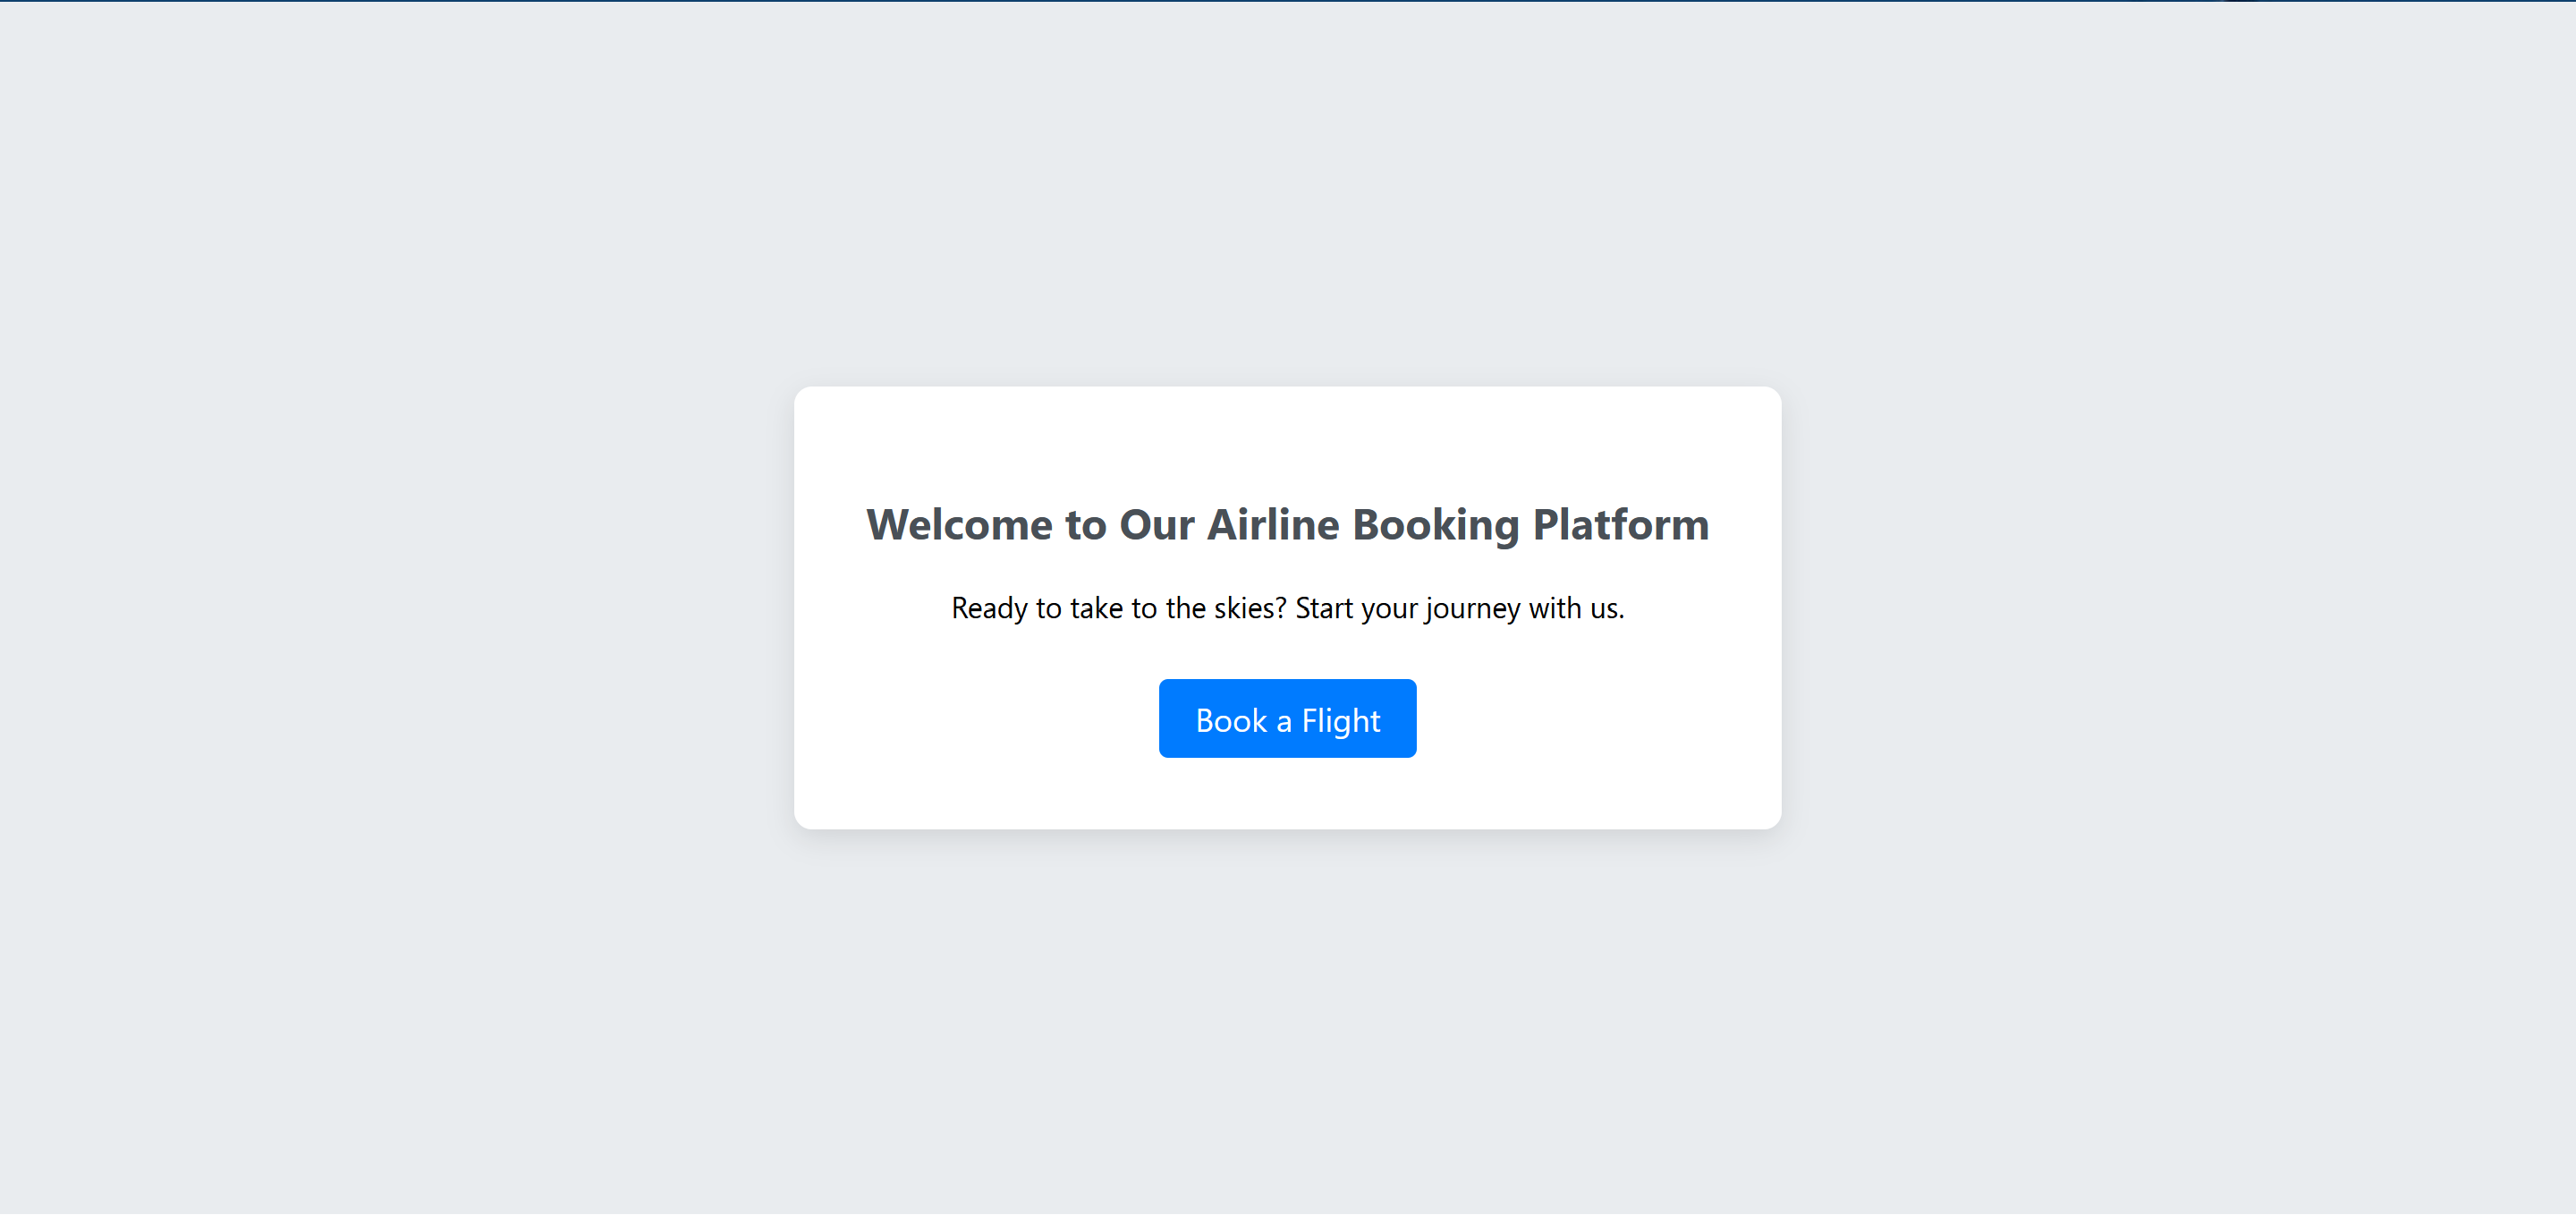 Welcome to Our Airline Booking Platform
Ready to take to the skies? Start your journey with us.
Book a Flight